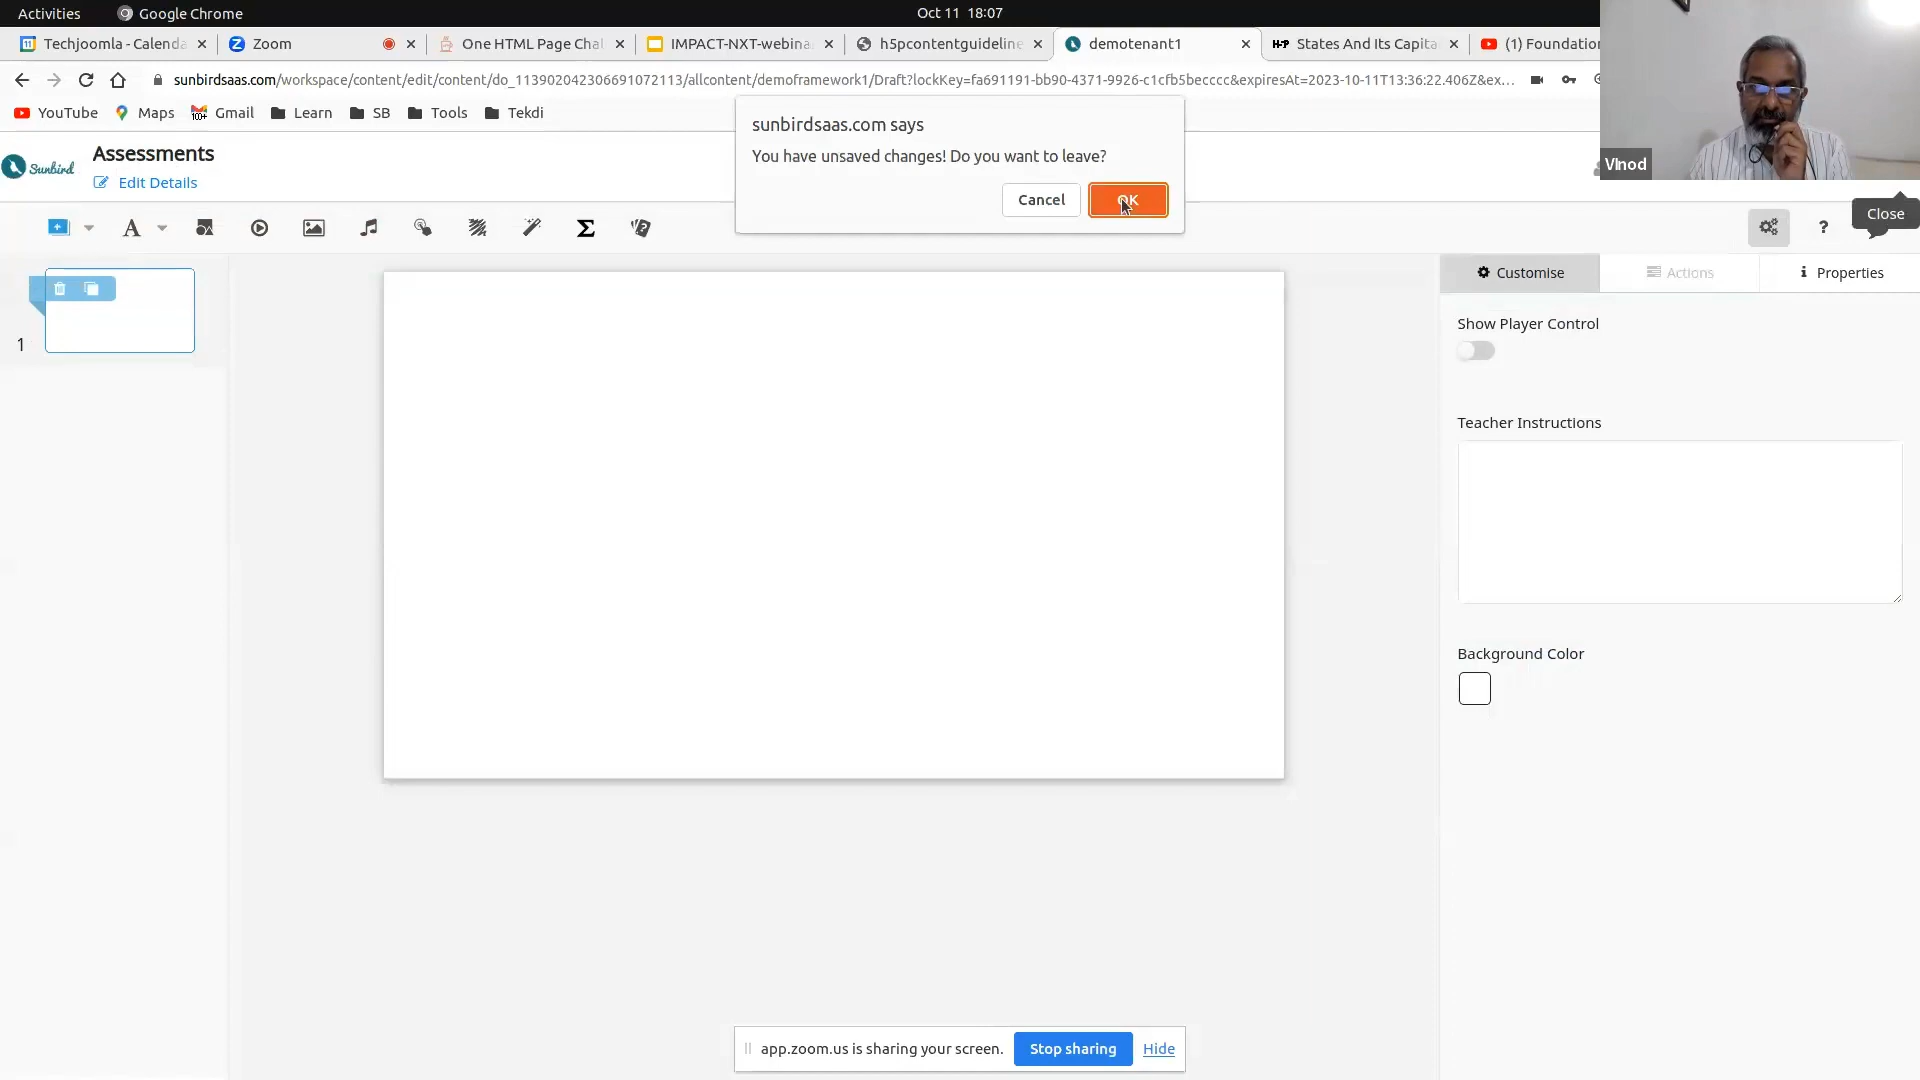 Activities
Google Chrome
Oct 11 18:07
Techjoomla - Calenda
Zoom
One HTML Page Chal
IMPACT-NXT-webina
h5pcontentguideline
demotenant1
H-P
States And Its Capita
(1) Foundation
sunbirdsaas.com/workspace/content/edit/content/do_113902042306691072113/allcontent/demoframework1/Draft?lockKey=fa691191-bb90-4371-9926-c1cfb5becccc&expiresAt=2023-10-11T13:36:22.406Z&ex...
YouTube
Maps
100+
Gmail
Learn
SB
Tools
Tekdi
sunbirdsaas.com says
You have unsaved changes! Do you want to leave?
Cancel
OK
VInod
Sunbird
Assessments
Edit Details
A
Σ
?
Close
1
Customise
Actions
Properties
Show Player Control
Teacher Instructions
Background Color
app.zoom.us is sharing your screen.
Stop sharing
Hide